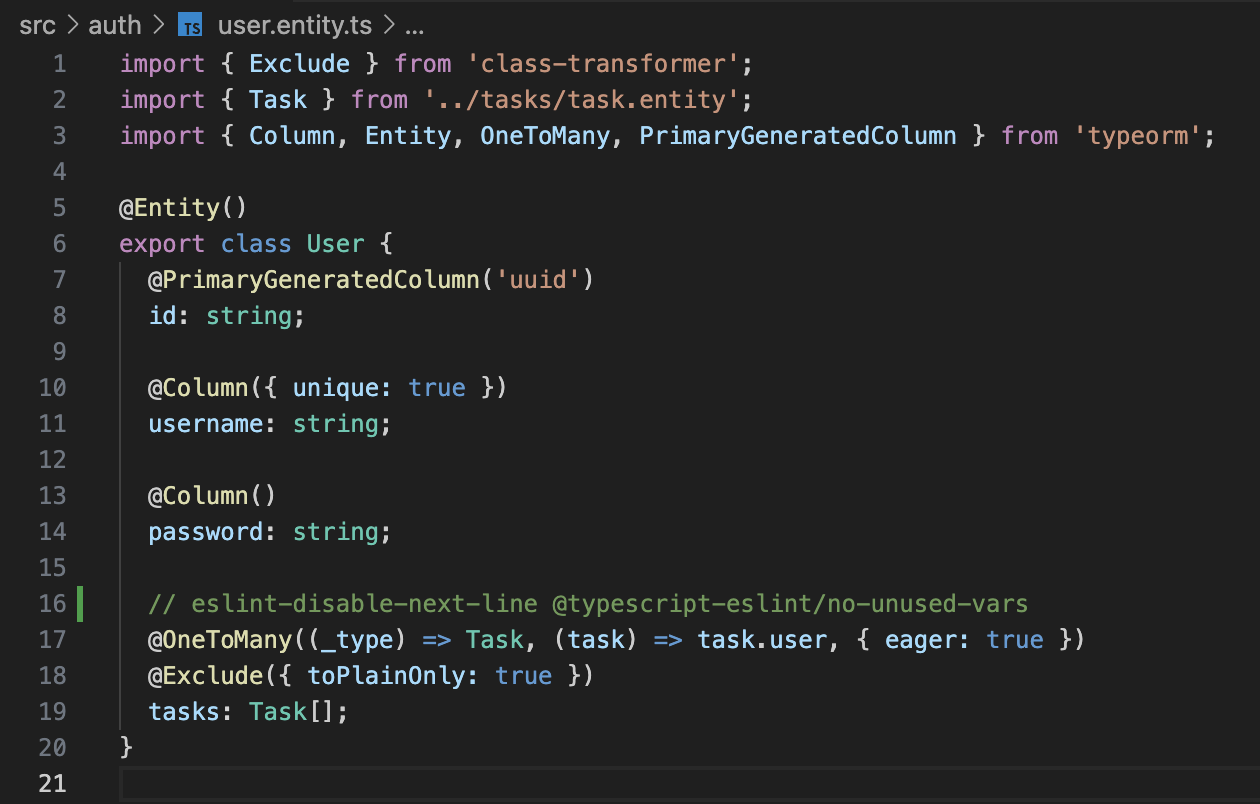 src > auth > TS user.entity.ts > ...
1 import { Exclude } from 'class-transformer';
2 import { Task } from '../tasks/task.entity';
3 import { Column, Entity, OneToMany, PrimaryGeneratedColumn } from 'typeorm';
4
5 @Entity()
6 export class User {
7   @PrimaryGeneratedColumn('uuid')
8   id: string;
9
10   @Column({ unique: true })
11   username: string;
12
13   @Column()
14   password: string;
15
16   // eslint-disable-next-line @typescript-eslint/no-unused-vars
17   @OneToMany((_type) => Task, (task) => task.user, { eager: true })
18   @Exclude({ toPlainOnly: true })
19   tasks: Task[];
20 }
21